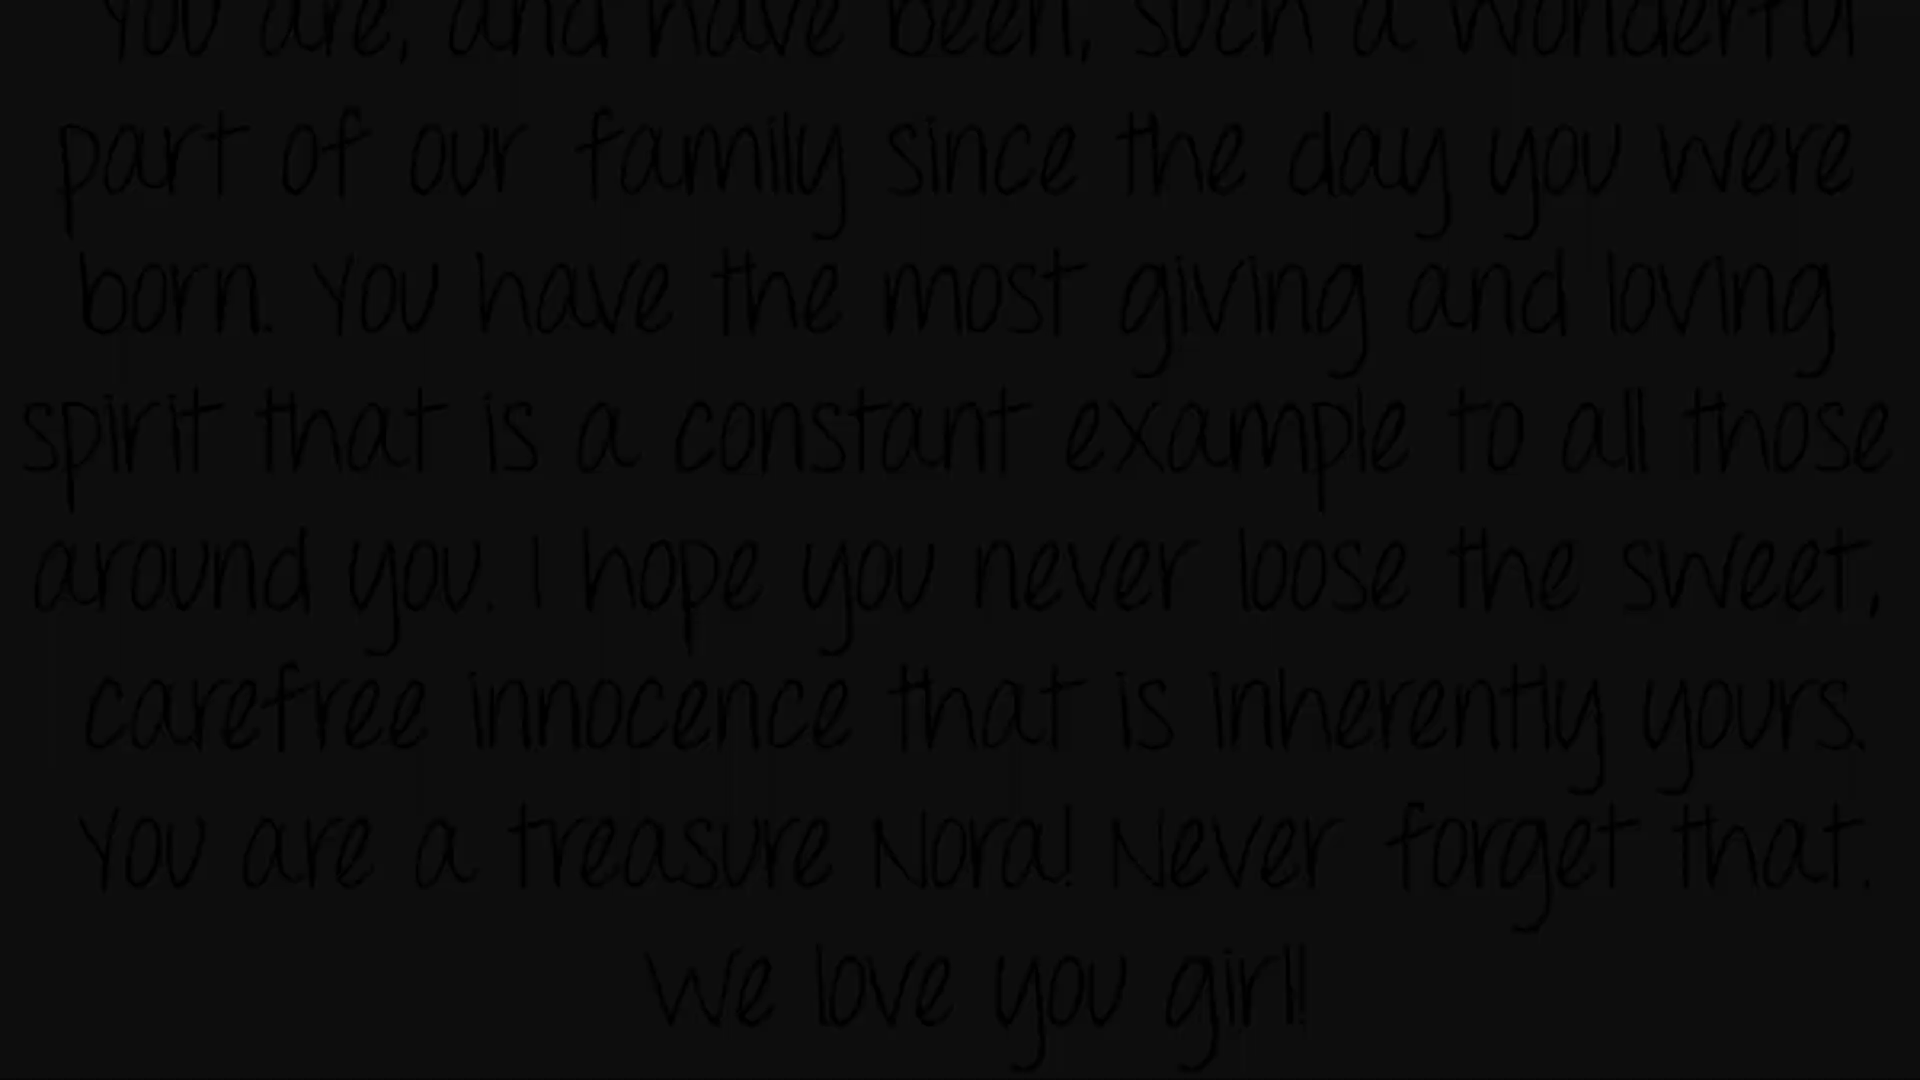 You are, and have been, such a wonderful
part of our family since the day you were
born. You have the most giving and loving
spirit that is a constant example to all those
around you. I hope you never loose the sweet,
carefree innocence that is inherently yours.
You are a treasure Nora! Never forget that.
We love you girl!